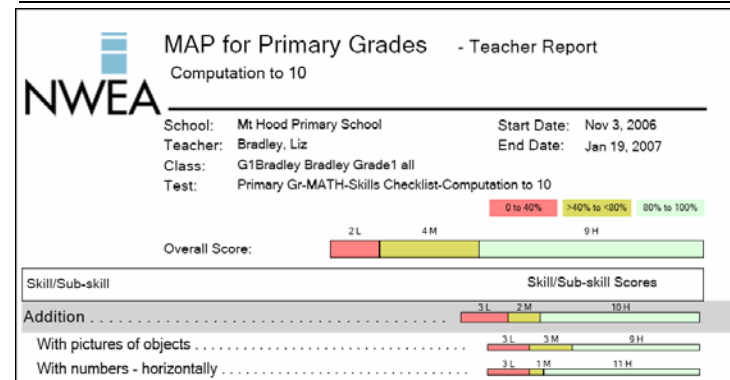 MAP for Primary Grades - Teacher Report
Computation to 10
NWEA
School: Mt Hood Primary School Start Date: Nov 3, 2006
Teacher: Bradley, Liz End Date: Jan 19, 2007
Class: G1Bradley Bradley Grade1 all
Test: Primary Gr-MATH-Skills Checklist-Computation to 10
0 to 40% >40% to <80% 80% to 100%
2 L 4 M 9 H
Overall Score:
Skill/Sub-skill Skill/Sub-skill Scores
3 L 2 M 10 H
Addition . . . . . . . . . . . . . . . . . . . . . . . . . . . . . . . . . . . . . . . .
3 L 3 M 9 H
With pictures of objects . . . . . . . . . . . . . . . . . . . . . . . . . . . . . .
3 L 1 M 11 H
With numbers - horizontally . . . . . . . . . . . . . . . . . . . . . . . . . . .